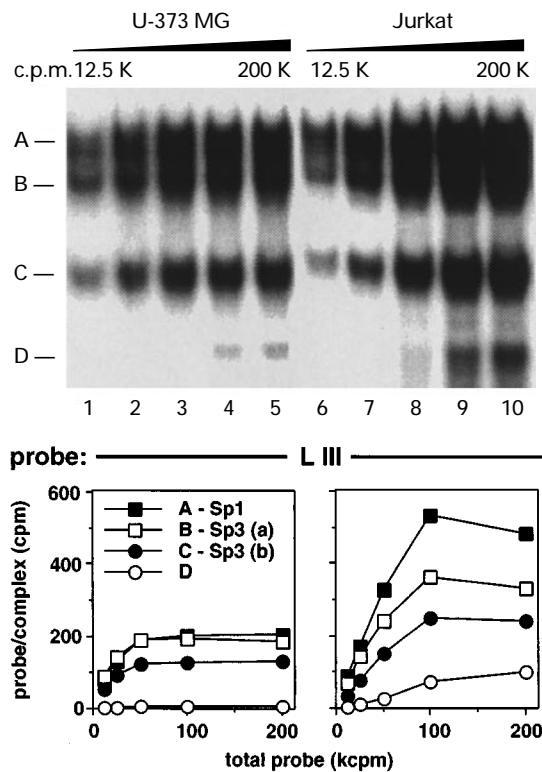 U-373 MG Jurkat
c.p.m. 12.5 K 200 K 12.5 K 200 K
A —
B —
C —
D —
1 2 3 4 5 6 7 8 9 10
probe: L III
probe/complex (cpm)
600
400
200
0
A - Sp1
B - Sp3 (a)
C - Sp3 (b)
D
0 100 200 0 100 200
total probe (kcpm)